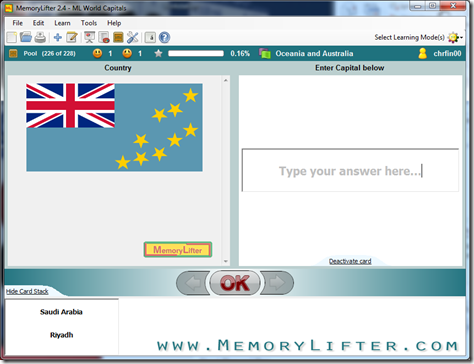 MemoryLifter 2.4 - ML World Capitals
File Edit Learn Tools Help
Select Learning Mode(s)
Pool (226 of 228) 1 1 0.16% Oceania and Australia chrfin00
Country
Enter Capital below
Type your answer here...
MemoryLifter
Deactivate card
OK
Hide Card Stack
Saudi Arabia
Riyadh
www.MemoryLifter.com